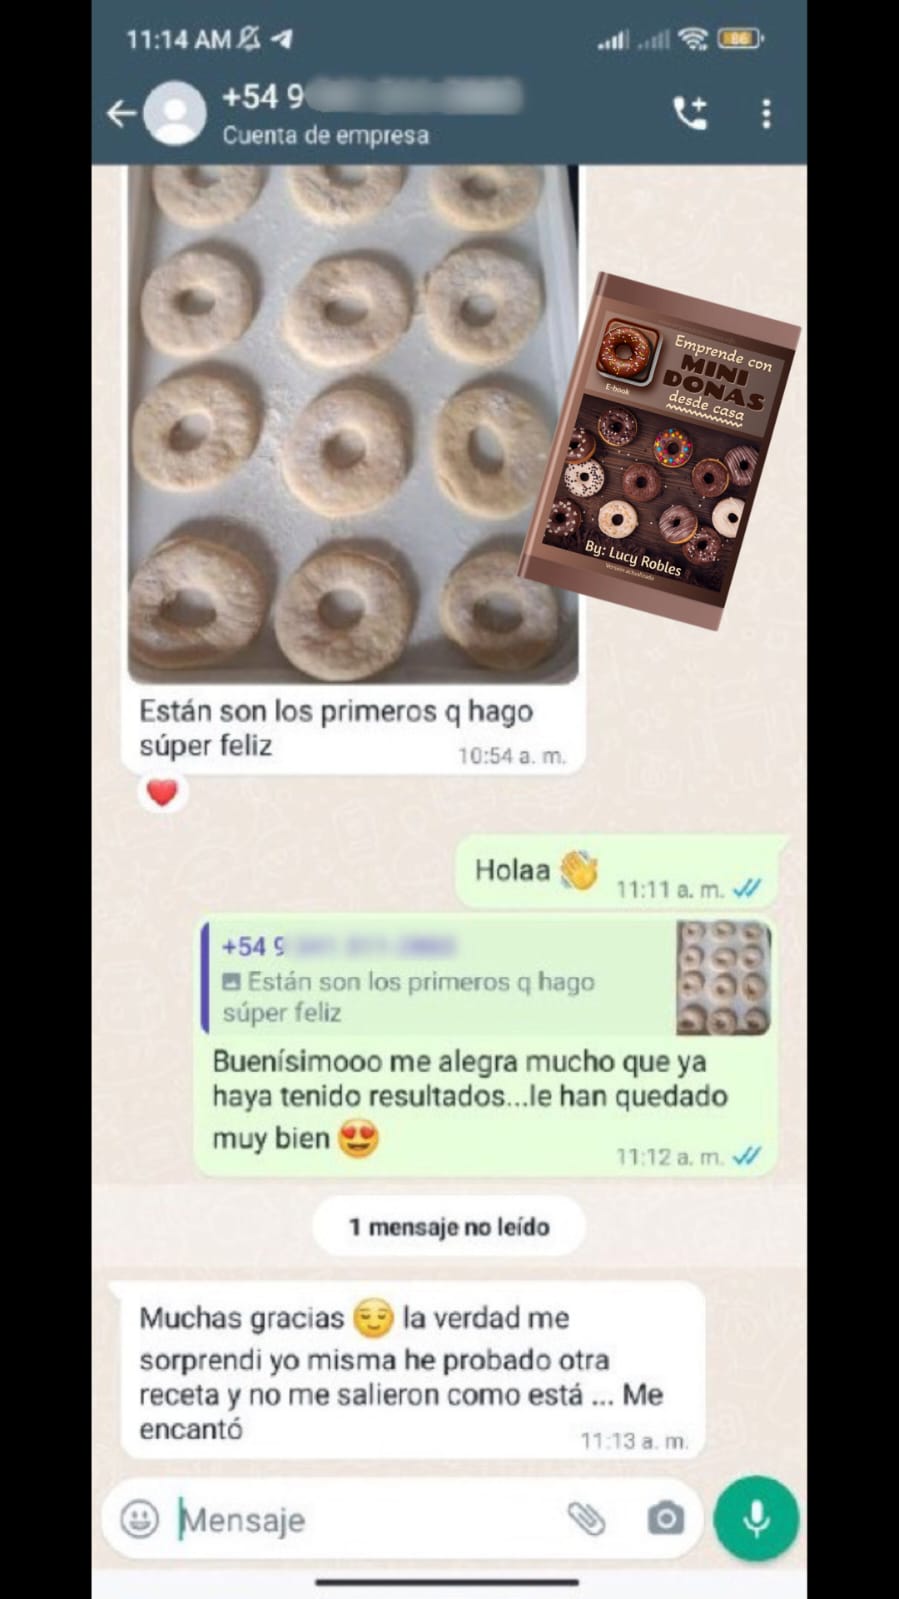 11:14 AM
86
+54 9
Cuenta de empresa
Emprende con
MINI
DONAS
desde casa
E-book
By: Lucy Robles
Versión actualizada
Están son los primeros q hago
súper feliz
10:54 a. m.
Holaa 👋
11:11 a. m.
+54 9
Están son los primeros q hago
súper feliz
Buenísimooo me alegra mucho que ya
haya tenido resultados...le han quedado
muy bien 😍
11:12 a. m.
1 mensaje no leído
Muchas gracias 😌 la verdad me
sorprendi yo misma he probado otra
receta y no me salieron como está ... Me
encantó
11:13 a. m.
Mensaje